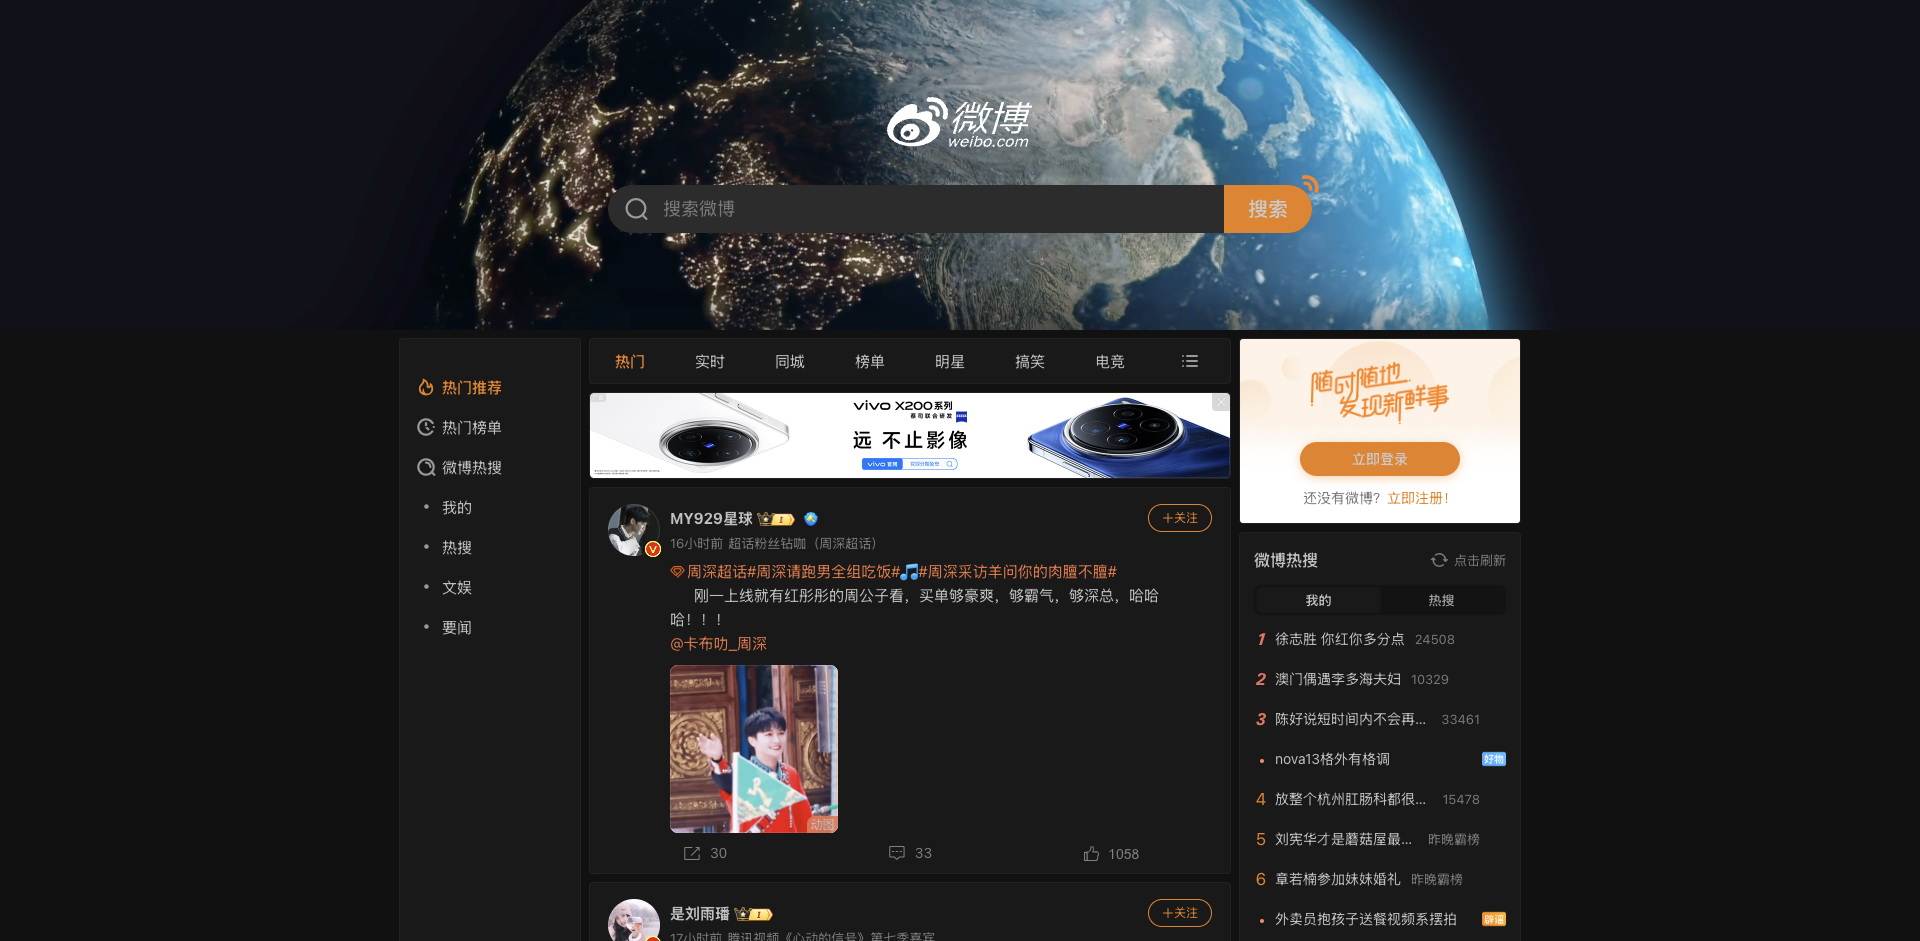 微博
weibo.com
搜索微博
搜索
热门推荐
热门榜单
微博热搜
我的
热搜
文娱
要闻
热门
实时
同城
榜单
明星
搞笑
电竞
vivo X200系列
蔡司联合研发
远 不止影像
vivo 官网
MY929星球
1
+关注
16小时前 超话粉丝钻咖（周深超话）
周深超话#周深请跑男全组吃饭#🎵#周深采访羊问你的肉膻不膻#
刚一上线就有红彤彤的周公子看，买单够豪爽，够霸气，够深总，哈哈
哈！！！
@卡布叻_周深
动图
30
33
1058
是刘雨璠
1
+关注
17小时前 腾讯视频《心动的信号》第七季嘉宾
随时随地
发现新鲜事
立即登录
还没有微博？立即注册！
微博热搜
点击刷新
我的
热搜
1 徐志胜 你红你多分点 24508
2 澳门偶遇李多海夫妇 10329
3 陈好说短时间内不会再... 33461
nova13格外有格调 好物
4 放整个杭州肛肠科都很... 15478
5 刘宪华才是蘑菇屋最... 昨晚霸榜
6 章若楠参加妹妹婚礼 昨晚霸榜
外卖员抱孩子送餐视频系摆拍 辟谣